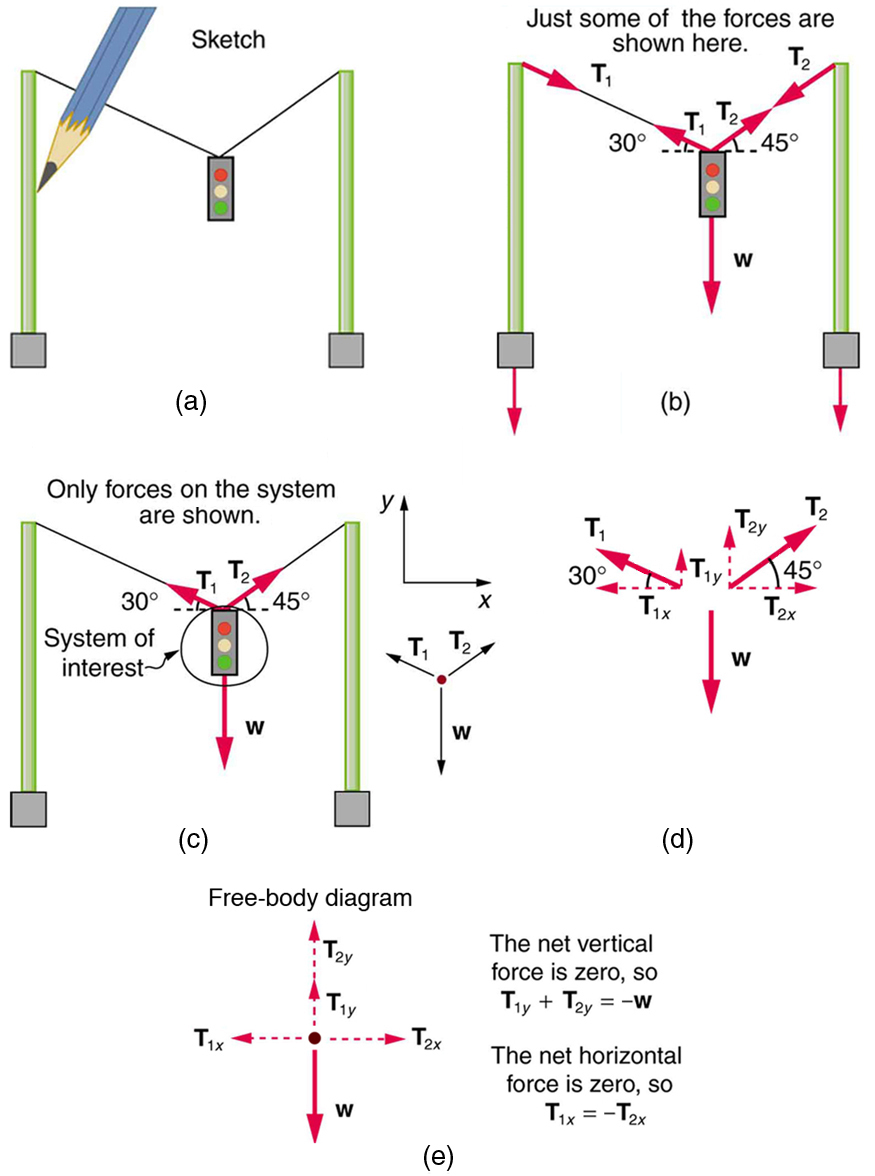 Sketch
(a)
Just some of the forces are
shown here.
T₁
T₂
T₁
T₂
30°
45°
w
(b)
Only forces on the system
are shown.
T₁
T₂
30°
45°
System of
interest
w
y
x
T₁
T₂
w
(c)
T₁
T₂y
T₂
30°
T₁y
45°
T₁x
T₂x
w
(d)
Free-body diagram
T₂y
T₁y
T₁x
T₂x
w
The net vertical
force is zero, so
T₁y + T₂y = –w
The net horizontal
force is zero, so
T₁x = –T₂x
(e)